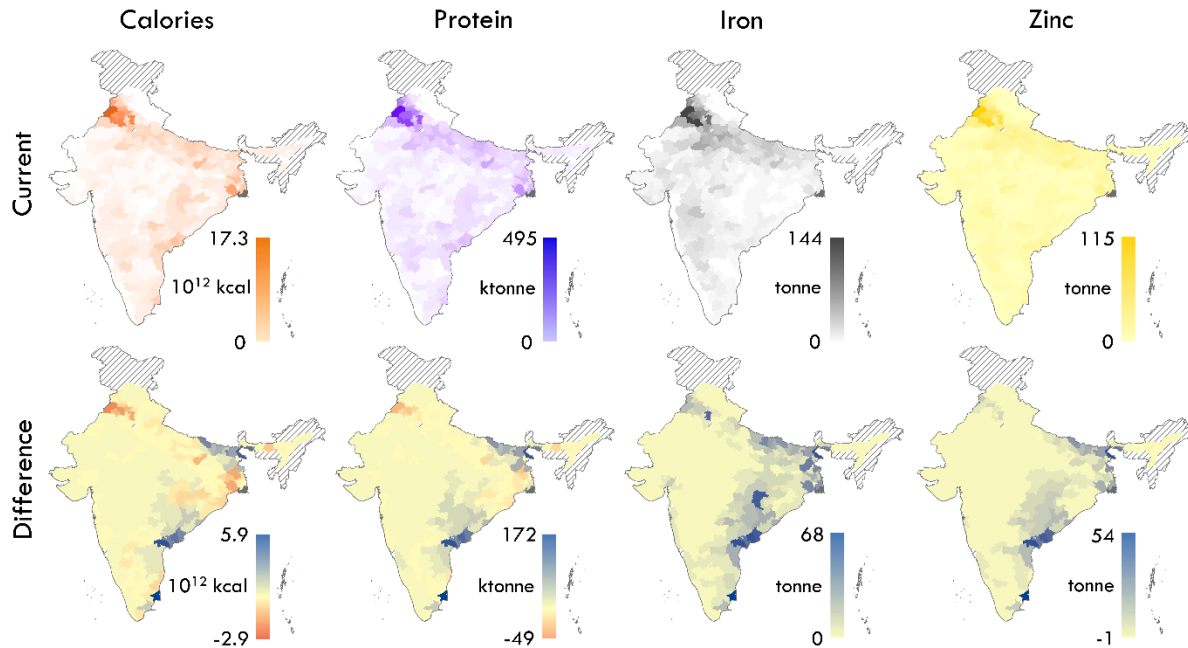 Calories Protein Iron Zinc
Current
17.3 495 144 115
10¹² kcal ktonne tonne tonne
0 0 0 0
Difference
5.9 172 68 54
10¹² kcal ktonne tonne tonne
-2.9 -49 0 -1